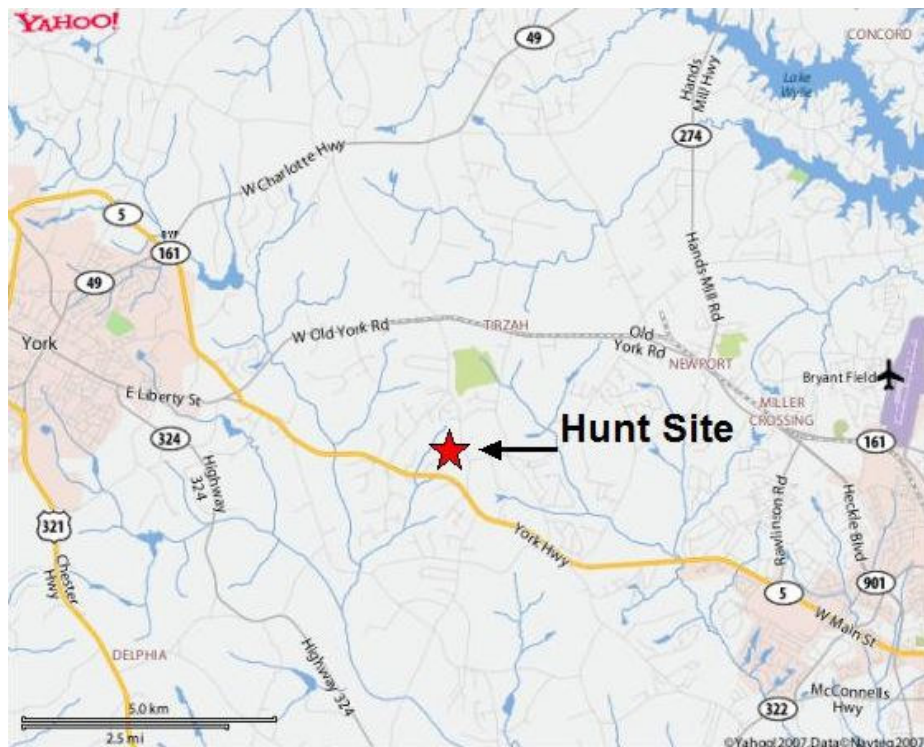 YAHOO!
CONCORD
49
Lake
Wylie
Hands
Mill Hwy
274
W Charlotte Hwy
5
BYP
161
49
Hands Mill Rd
W Old York Rd
TIRZAH
Old
York Rd
York
NEWPORT
Bryant Field
E Liberty St
MILLER
CROSSING
324
Hunt Site
161
Highway
324
Rawlinson Rd
Heckle Blvd
321
York Hwy
Chester
Hwy
901
5
W Main St
DELPHIA
Highway 324
McConnells
Hwy
322
5.0 km
2.5 mi
©Yahoo! 2007, Data©Navteq 2007